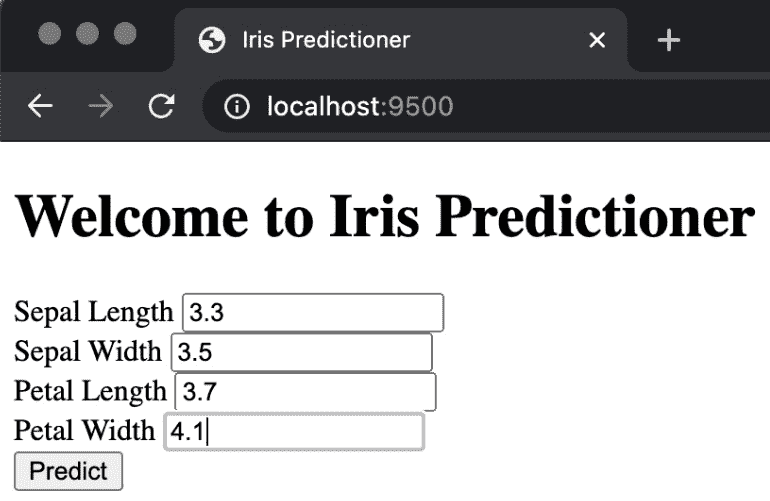 Iris Predictioner
localhost:9500
Welcome to Iris Predictioner
Sepal Length 3.3
Sepal Width 3.5
Petal Length 3.7
Petal Width 4.1
Predict